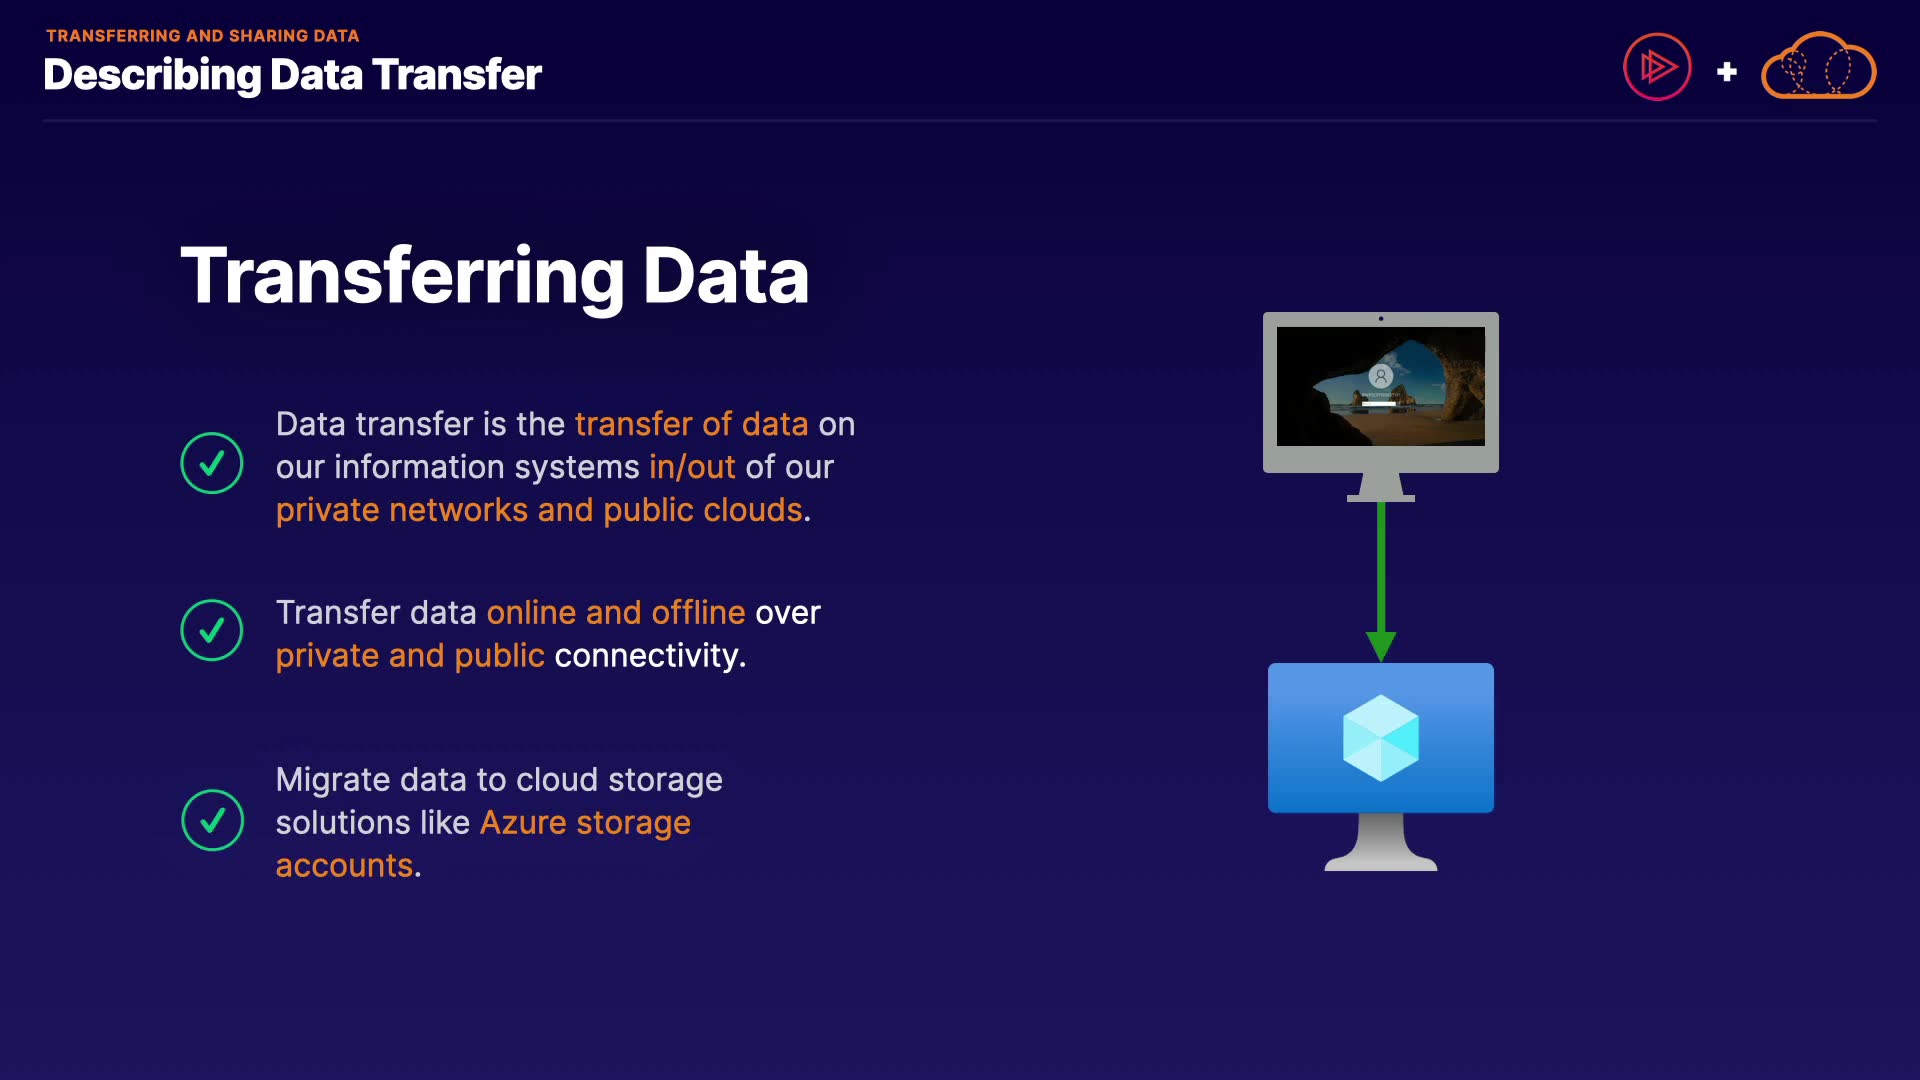 TRANSFERRING AND SHARING DATA
Describing Data Transfer
Transferring Data
Data transfer is the transfer of data on
our information systems in/out of our
private networks and public clouds.
Transfer data online and offline over
private and public connectivity.
Migrate data to cloud storage
solutions like Azure storage
accounts.